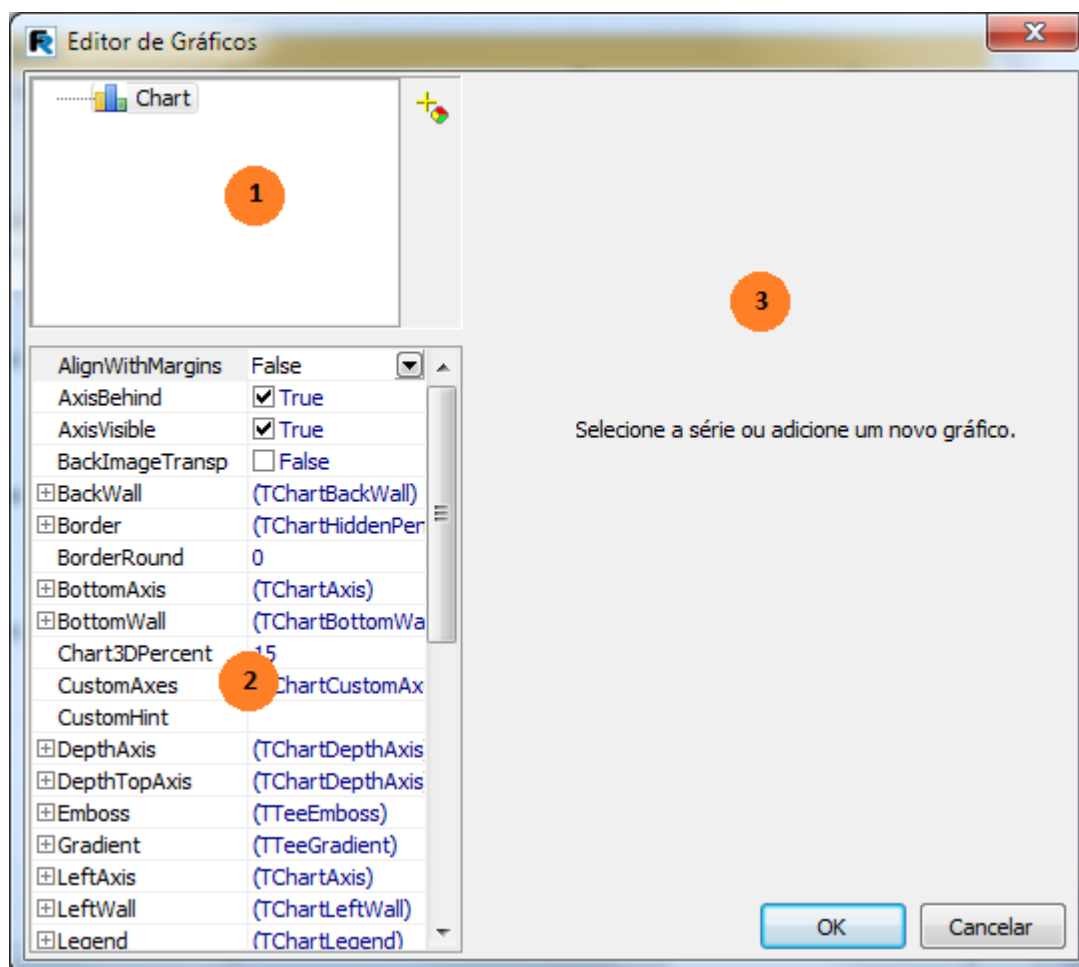 Editor de Gráficos
Chart
1
3
AlignWithMargins False
AxisBehind True
AxisVisible True
Selecione a série ou adicione um novo gráfico.
BackImageTransp False
BackWall (TChartBackWall)
Border (TChartHiddenPen
BorderRound 0
BottomAxis (TChartAxis)
BottomWall (TChartBottomWa
Chart3DPercent 15
CustomAxes ChartCustomAx
2
CustomHint
DepthAxis (TChartDepthAxis
DepthTopAxis (TChartDepthAxis
Emboss (TTeeEmboss)
Gradient (TTeeGradient)
LeftAxis (TChartAxis)
LeftWall (TChartLeftWall)
Legend (TChartLegend)
OK Cancelar